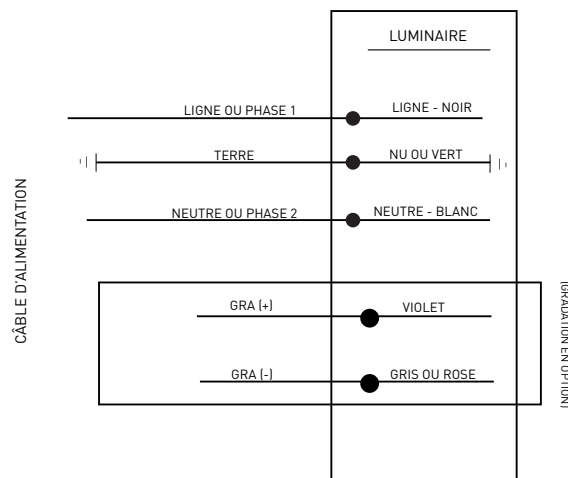 LUMINAIRE
LIGNE OU PHASE 1
LIGNE - NOIR
TERRE
NU OU VERT
NEUTRE OU PHASE 2
NEUTRE - BLANC
CÂBLE D'ALIMENTATION
GRA (+)
VIOLET
GRA (-)
GRIS OU ROSE
(GRADATION EN OPTION)